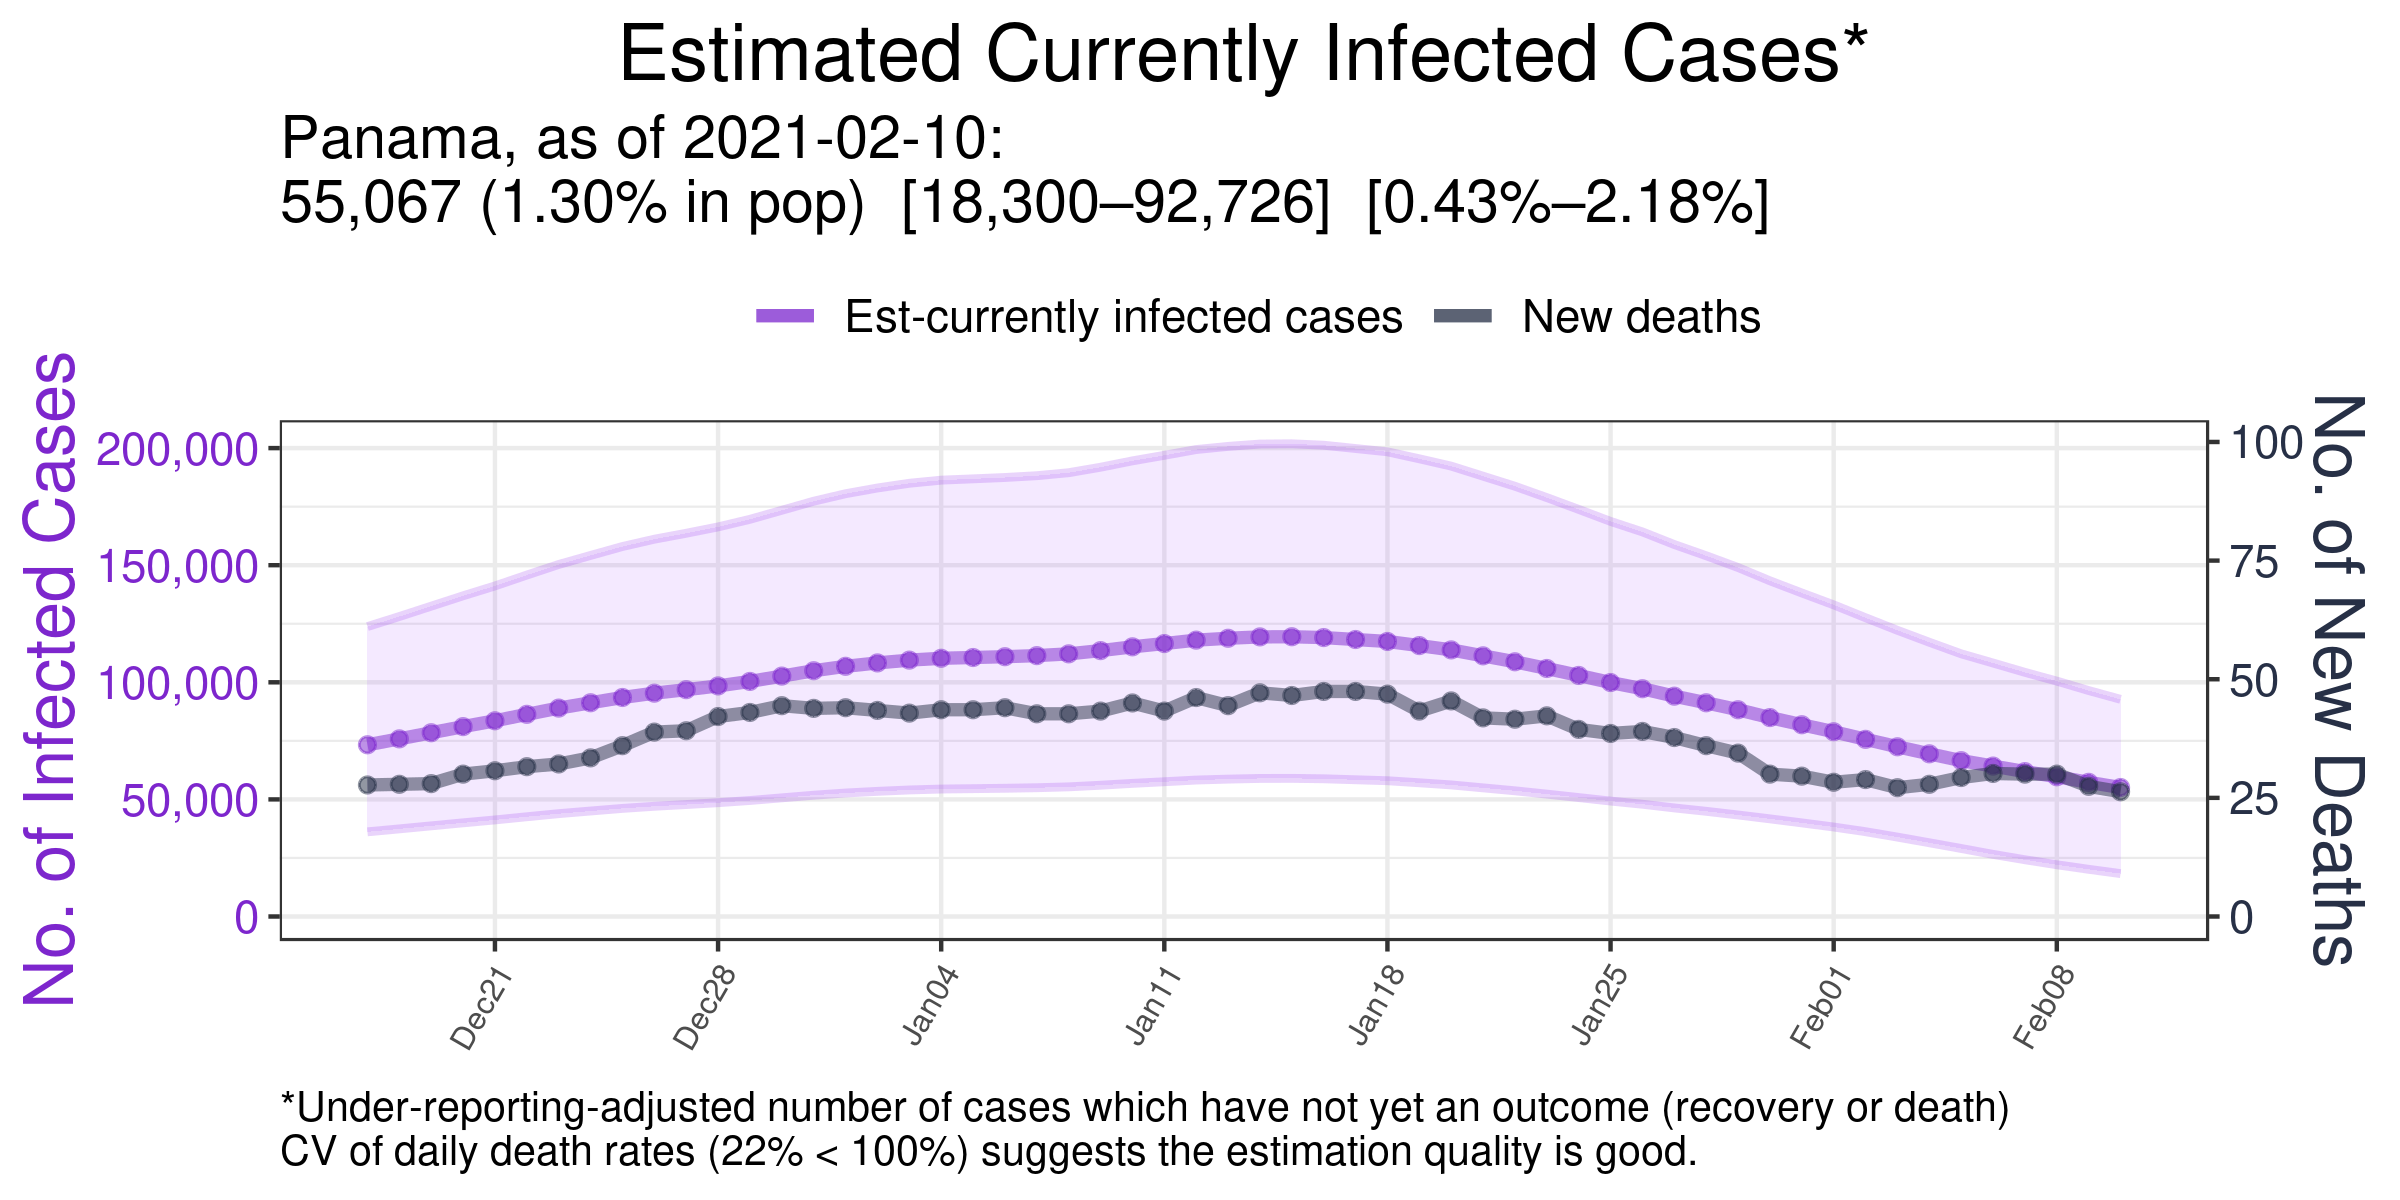 Estimated Currently Infected Cases*
Panama, as of 2021-02-10:
55,067 (1.30% in pop)  [18,300–92,726]  [0.43%–2.18%]
Est-currently infected cases
New deaths
No. of Infected Cases
200,000
150,000
100,000
50,000
0
100
75
50
25
0
No. of New Deaths
Dec21
Dec28
Jan04
Jan11
Jan18
Jan25
Feb01
Feb08
*Under-reporting-adjusted number of cases which have not yet an outcome (recovery or death)
CV of daily death rates (22% < 100%) suggests the estimation quality is good.